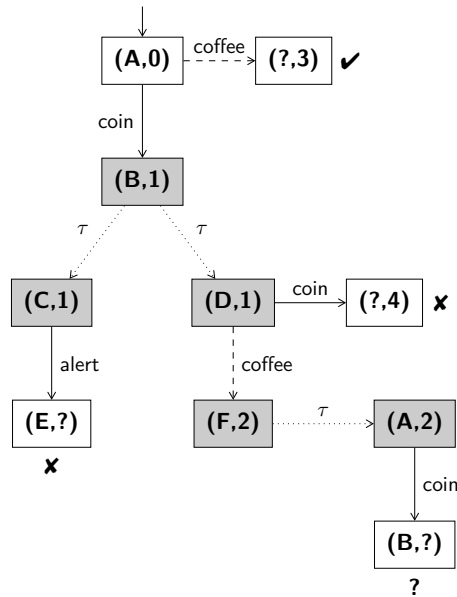 (A,0) coffee (?,3) ✔
coin
(B,1)
τ τ
(C,1) (D,1) coin (?,4) ✘
alert coffee
(E,?) (F,2) τ (A,2)
✘
coin
(B,?)
?